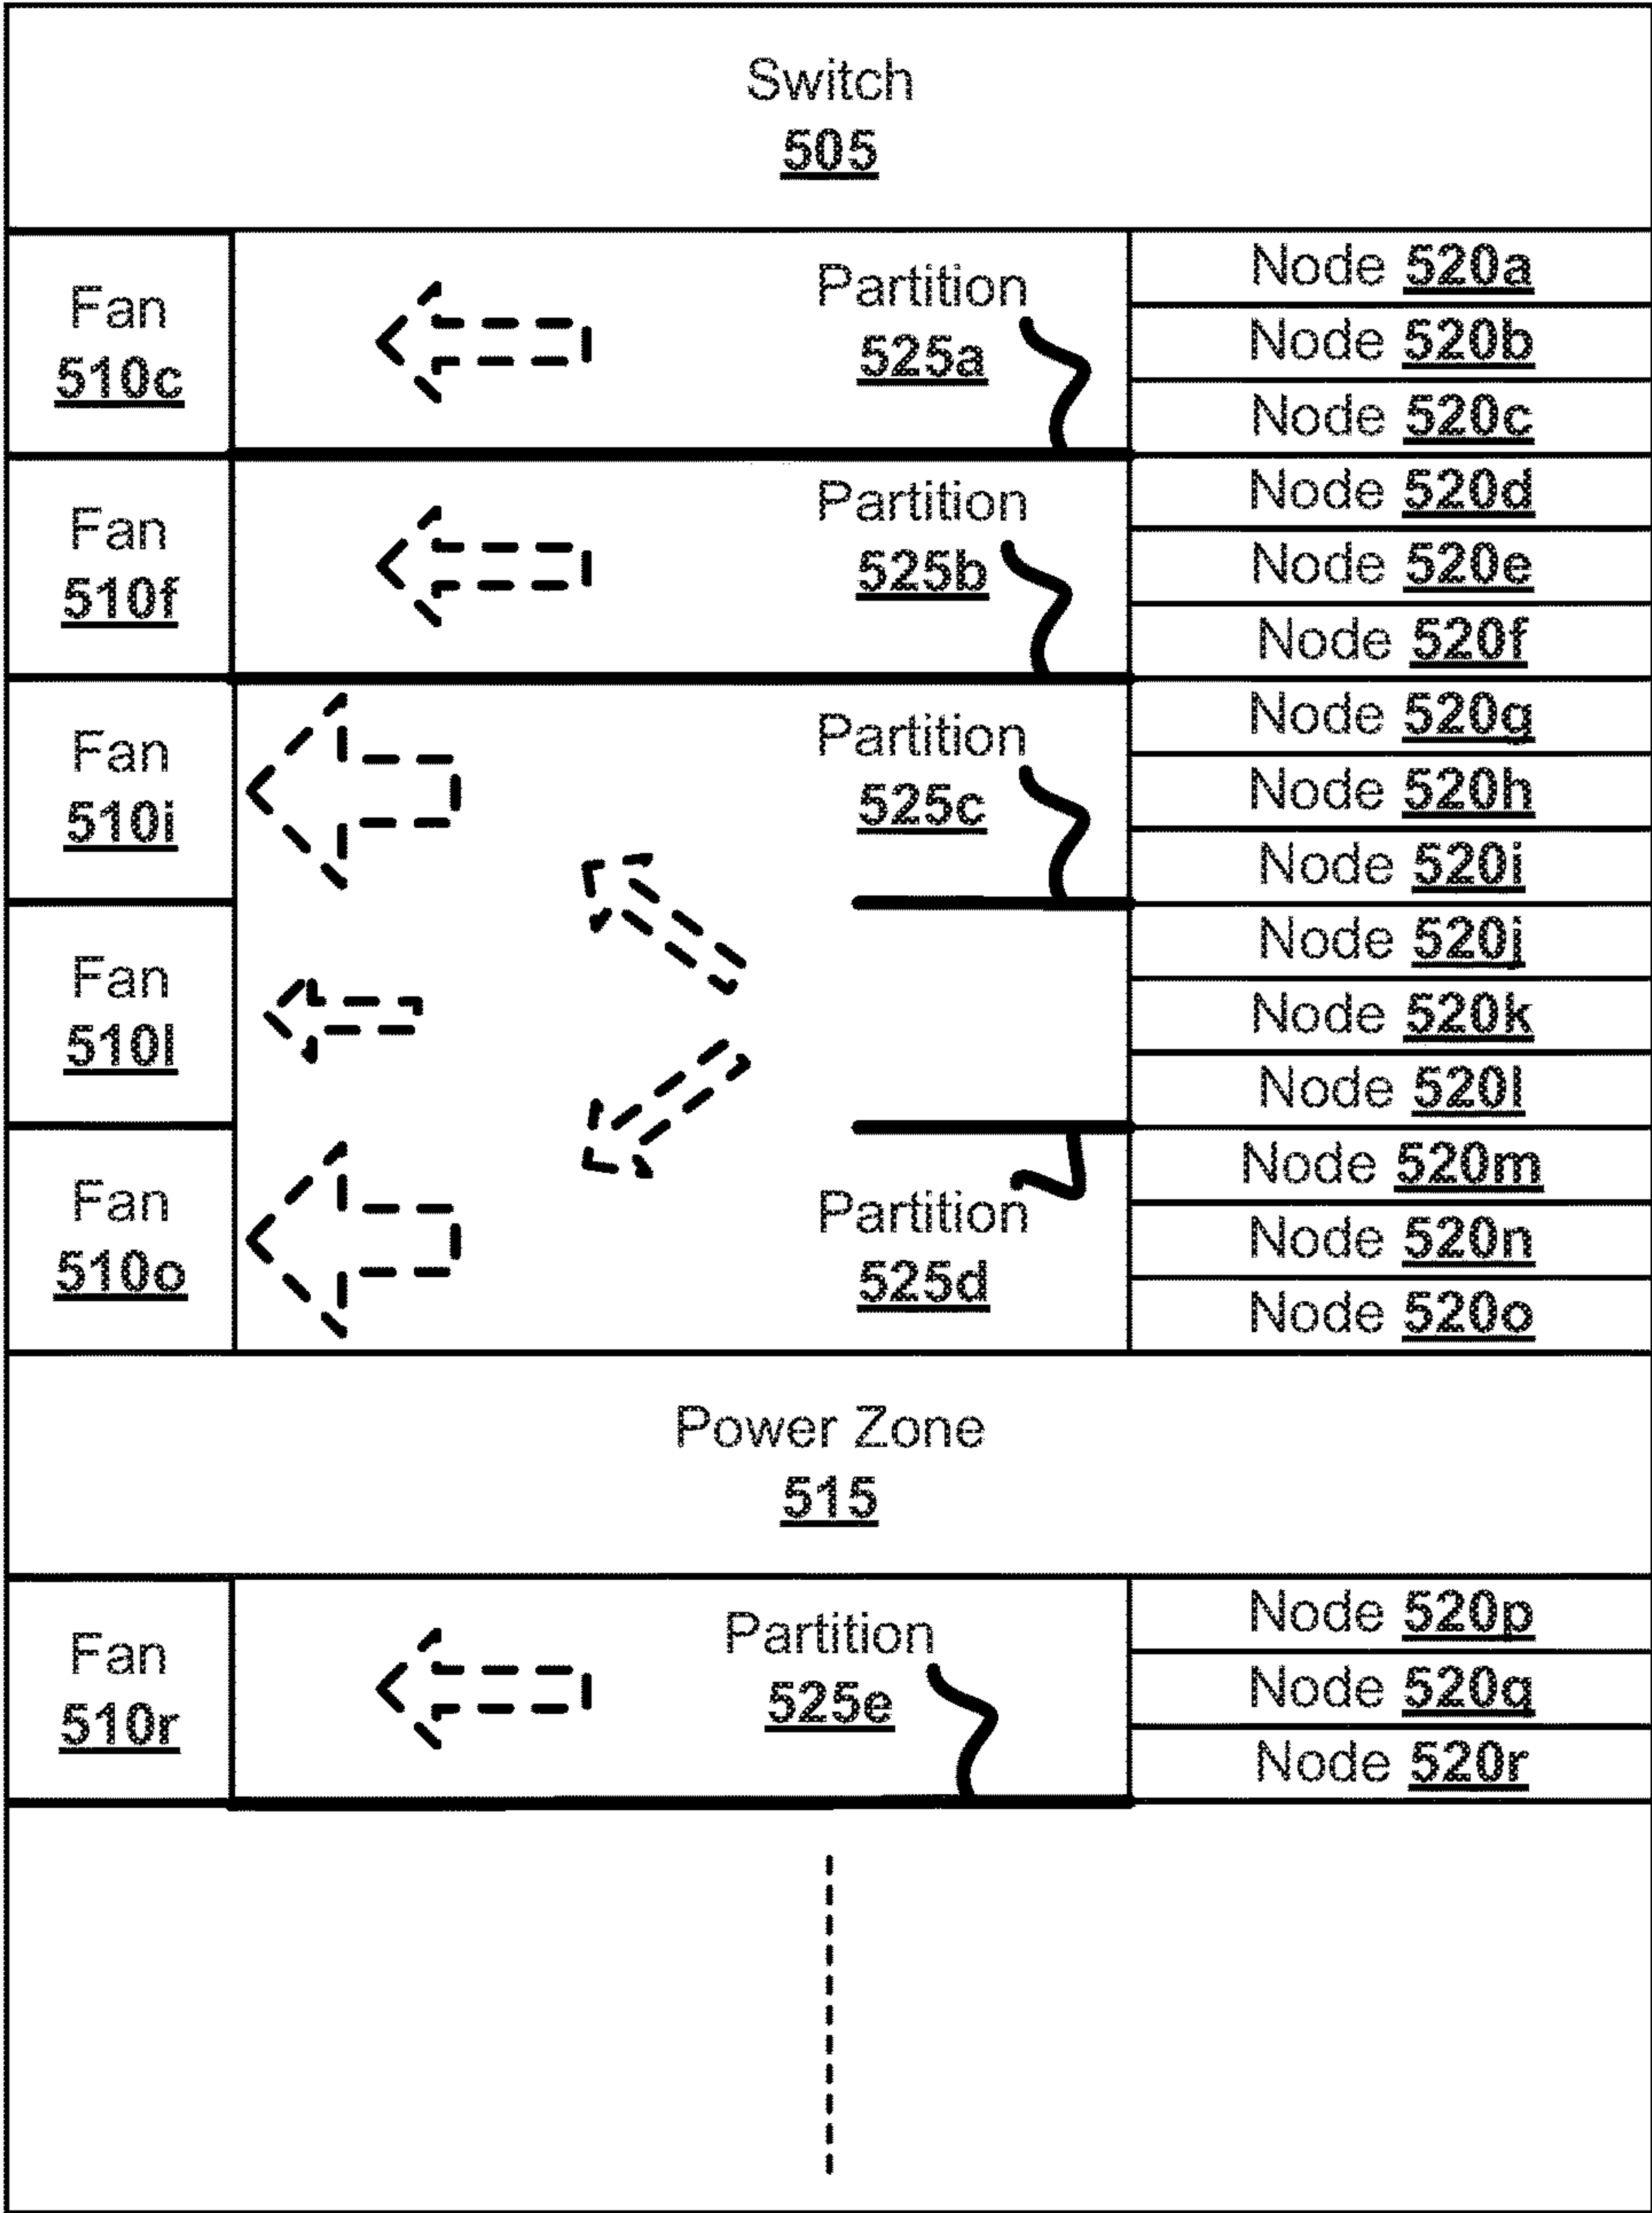 Switch
505
Fan
510c
Partition
525a
Node 520a
Node 520b
Node 520c
Fan
510f
Partition
525b
Node 520d
Node 520e
Node 520f
Fan
510i
Partition
525c
Node 520g
Node 520h
Node 520i
Fan
510l
Node 520j
Node 520k
Node 520l
Fan
510o
Partition
525d
Node 520m
Node 520n
Node 520o
Power Zone
515
Fan
510r
Partition
525e
Node 520p
Node 520q
Node 520r